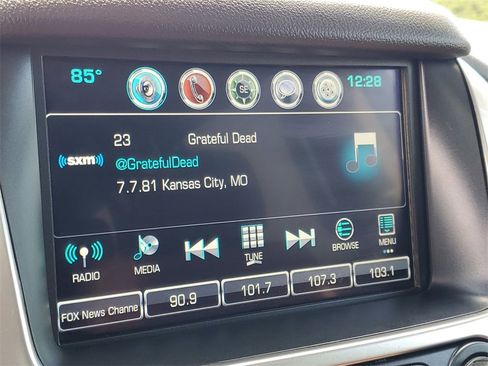 85° SE 12:28
23 Grateful Dead
((sxm)) @GratefulDead
7.7.81 Kansas City, MO
RADIO MEDIA TUNE BROWSE MENU
FOX News Channe 90.9 101.7 107.3 103.1